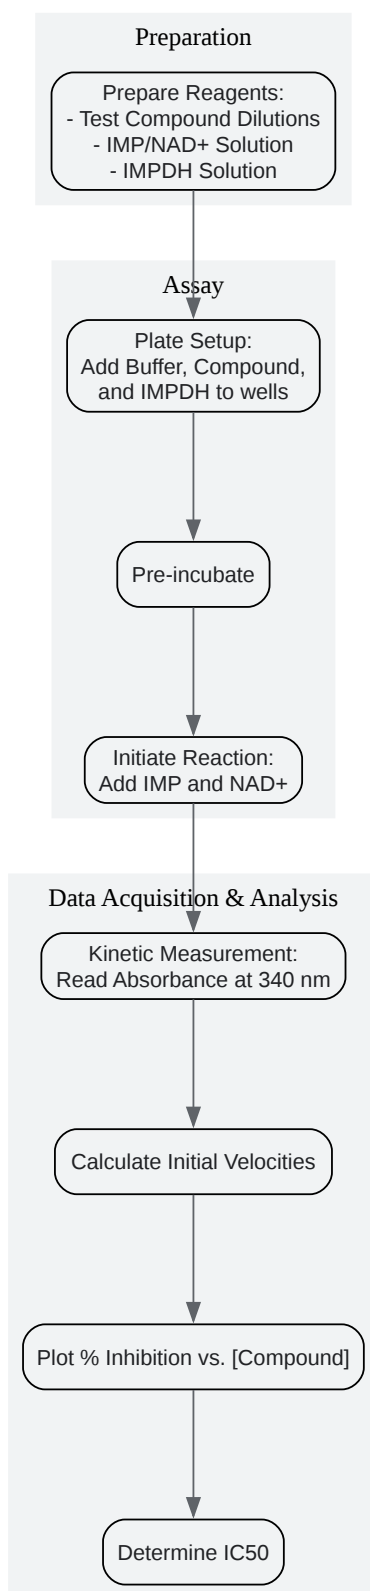 Preparation
Prepare Reagents:
- Test Compound Dilutions
- IMP/NAD+ Solution
- IMPDH Solution
Assay
Plate Setup:
Add Buffer, Compound,
and IMPDH to wells
Pre-incubate
Initiate Reaction:
Add IMP and NAD+
Data Acquisition & Analysis
Kinetic Measurement:
Read Absorbance at 340 nm
Calculate Initial Velocities
Plot % Inhibition vs. [Compound]
Determine IC50